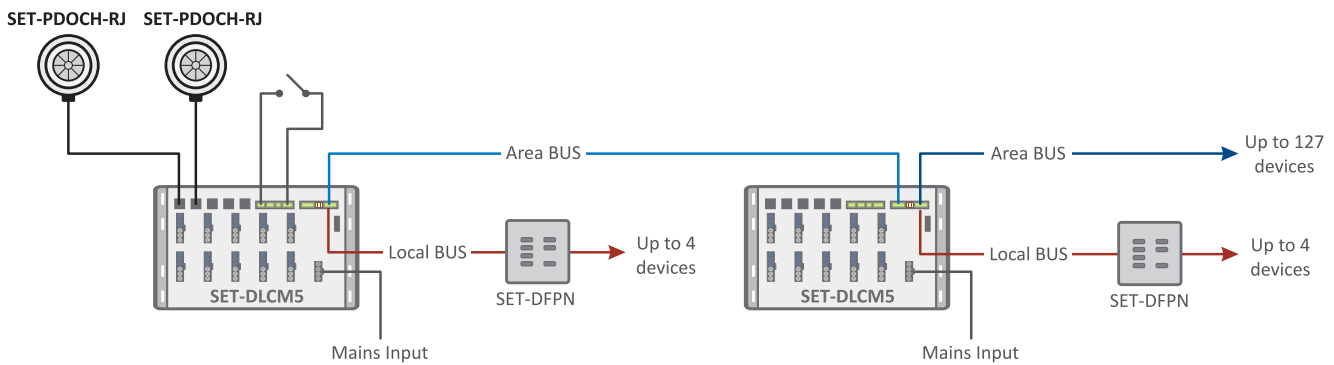 SET-PDOCH-RJ SET-PDOCH-RJ
Area BUS
Area BUS
Up to 127
devices
Local BUS
Up to 4
devices
Local BUS
Up to 4
devices
SET-DLCM5
SET-DFPN
SET-DLCM5
SET-DFPN
Mains Input
Mains Input